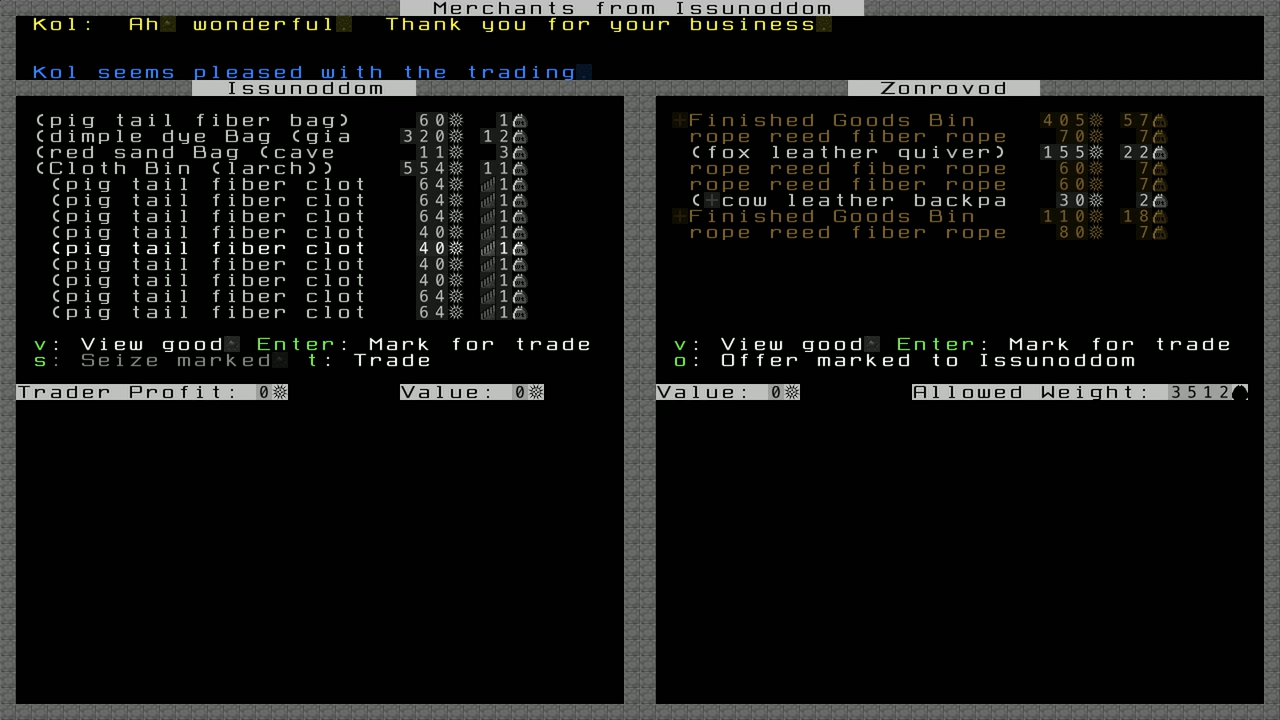 Merchants from Issunoddom
Kol: Ah wonderful Thank you for your business.
Kol seems pleased with the trading.
Issunoddom
(pig tail fiber bag) 60☼ 1
(dimple dye Bag (gia 320☼ 12
(red sand Bag (cave 11☼ 3
(Cloth Bin (larch)) 554☼ 11
(pig tail fiber clot 64☼ 1
(pig tail fiber clot 64☼ 1
(pig tail fiber clot 64☼ 1
(pig tail fiber clot 40☼ 1
(pig tail fiber clot 40☼ 1
(pig tail fiber clot 40☼ 1
(pig tail fiber clot 40☼ 1
(pig tail fiber clot 64☼ 1
(pig tail fiber clot 64☼ 1
v: View good Enter: Mark for trade
s: Seize marked t: Trade
Trader Profit: 0☼ Value: 0☼
Zonrovod
+Finished Goods Bin 405☼ 57
rope reed fiber rope 70☼ 7
(fox leather quiver) 155☼ 22
rope reed fiber rope 60☼ 7
rope reed fiber rope 60☼ 7
(+cow leather backpa 30☼ 2
+Finished Goods Bin 110☼ 18
rope reed fiber rope 80☼ 7
v: View good Enter: Mark for trade
o: Offer marked to Issunoddom
Value: 0☼ Allowed Weight: 3512